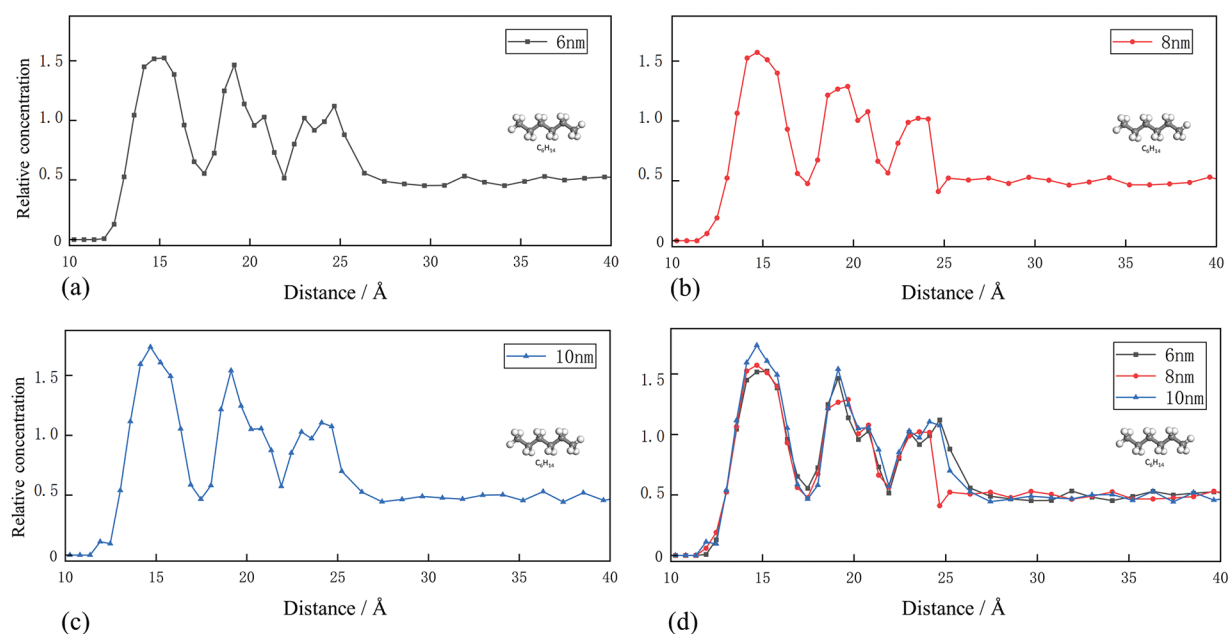 6nm
1.5
1.0
0.5
0
Relative concentration
C6H14
10 15 20 25 30 35 40
Distance / Å
(a)
8nm
1.5
1.0
0.5
0
C6H14
10 15 20 25 30 35 40
Distance / Å
(b)
10nm
1.5
1.0
0.5
0
Relative concentration
C6H14
10 15 20 25 30 35 40
Distance / Å
(c)
6nm
8nm
10nm
1.5
1.0
0.5
0
C6H14
10 15 20 25 30 35 40
Distance / Å
(d)